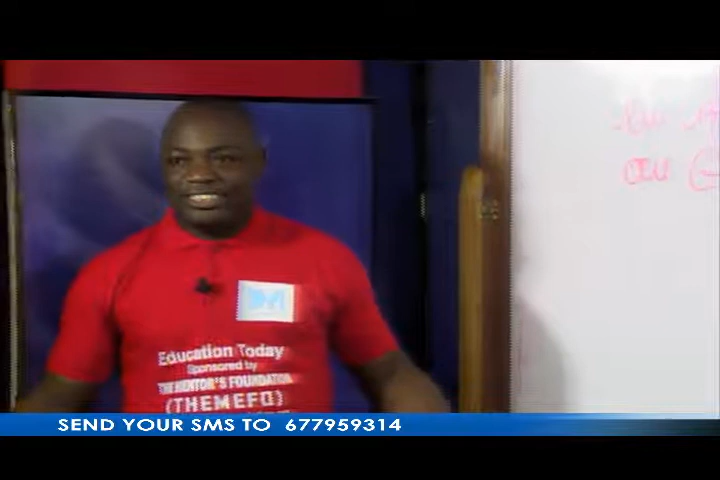 Education Today
Sponsored by
THE MENTOR'S FOUNDATION
(THEMEFO)
SEND YOUR SMS TO 677959314